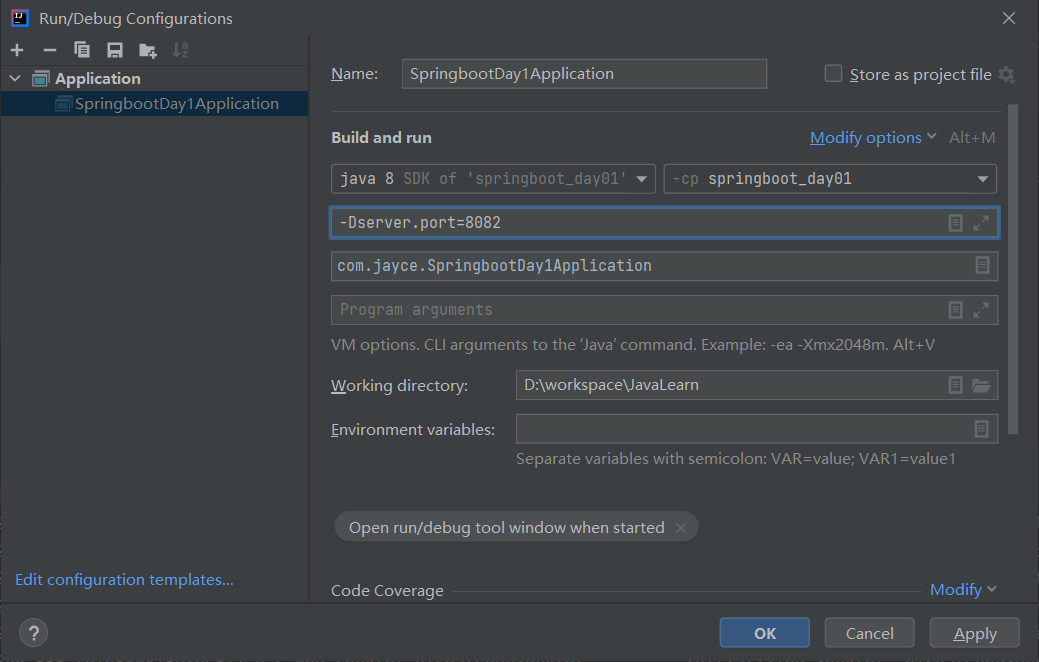 Run/Debug Configurations
Application
SpringbootDay1Application
Name: SpringbootDay1Application Store as project file
Build and run Modify options Alt+M
java 8 SDK of 'springboot_day01' -cp springboot_day01
-Dserver.port=8082
com.jayce.SpringbootDay1Application
Program arguments
VM options. CLI arguments to the ‘Java’ command. Example: -ea -Xmx2048m. Alt+V
Working directory: D:\workspace\JavaLearn
Environment variables:
Separate variables with semicolon: VAR=value; VAR1=value1
Open run/debug tool window when started
Edit configuration templates...
Code Coverage Modify
? OK Cancel Apply